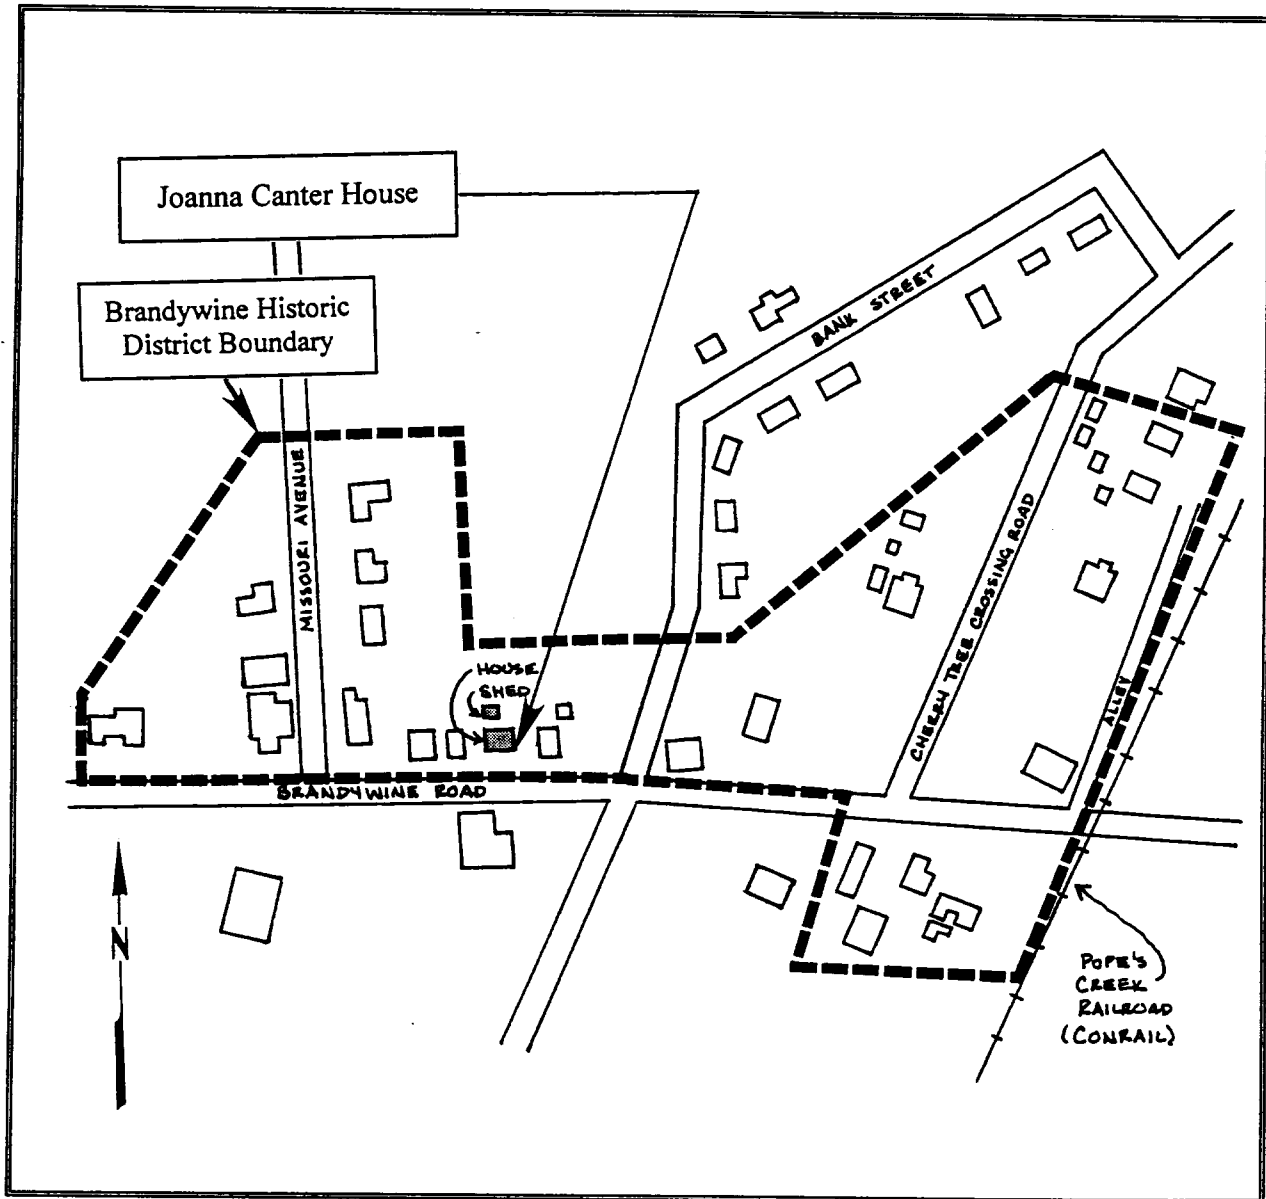 Joanna Canter House
Brandywine Historic
District Boundary
BANK STREET
MISSOURI AVENUE
CHERRY TREE CROSSING ROAD
HOUSE
SHED
ALLEY
BRANDYWINE ROAD
N
POPE'S
CREEK
RAILROAD
(CONRAIL)